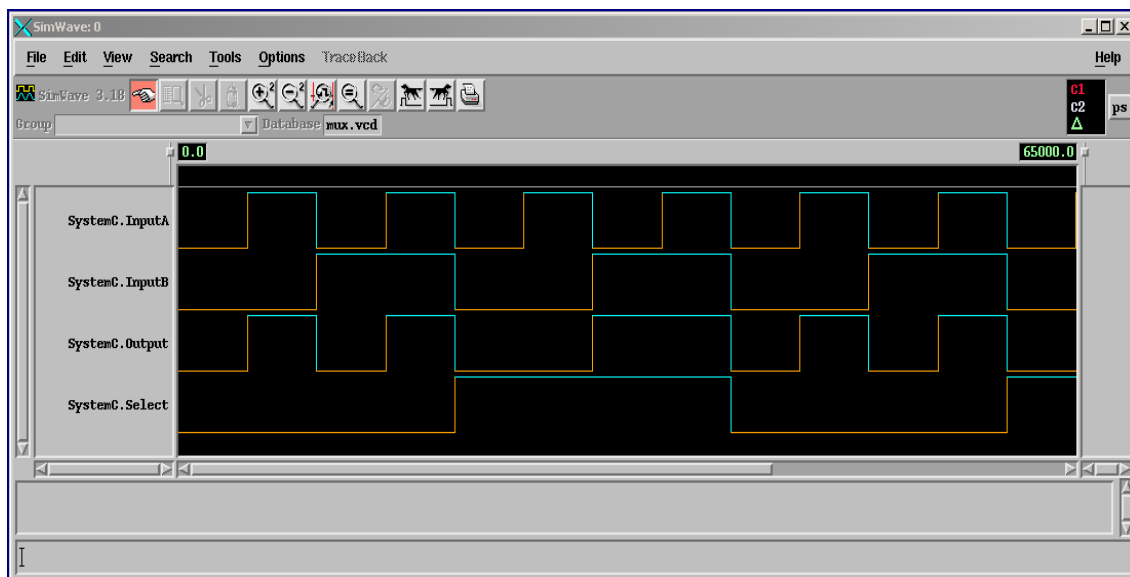 SimWave: 0
File Edit View Search Tools Options TraceBack Help
SimWave 3.18
C1
C2
Δ
ps
Group
Database mux.vcd
0.0 65000.0
SystemC.InputA
SystemC.InputB
SystemC.Output
SystemC.Select